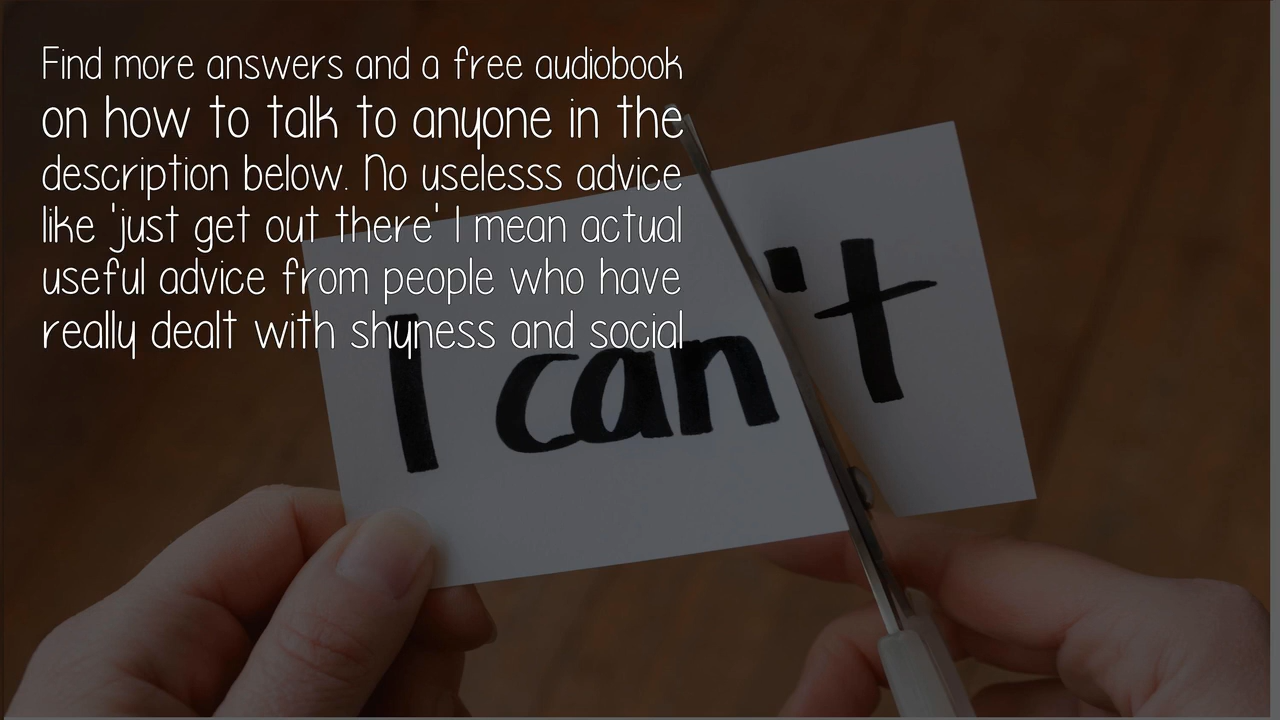 Find more answers and a free audiobook
on how to talk to anyone in the
description below. No uselesss advice
like 'just get out there' I mean actual
useful advice from people who have
really dealt with shyness and social
I can't